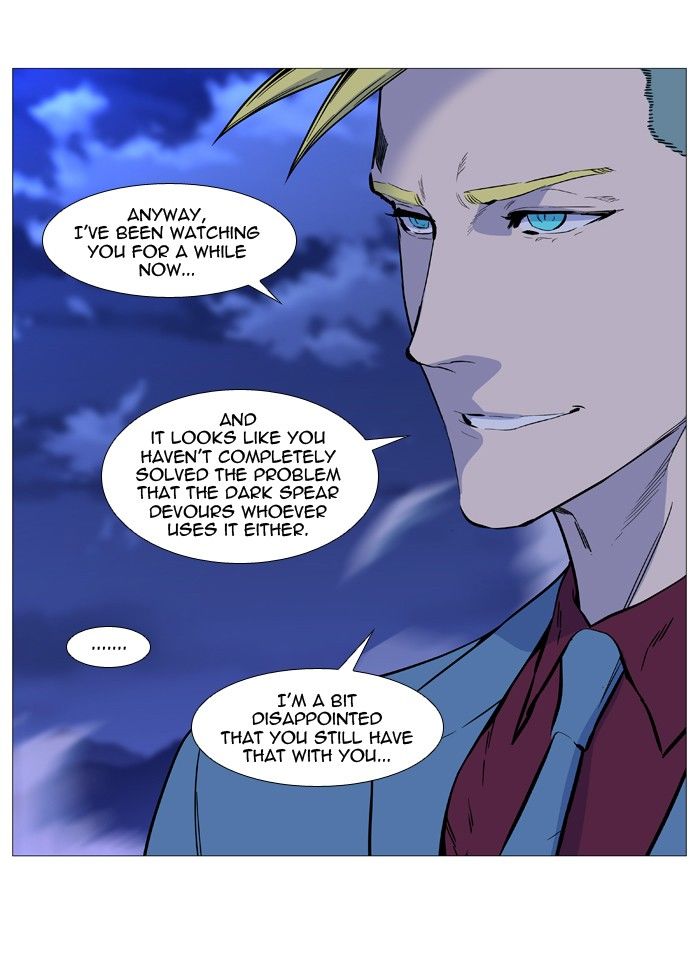 ANYWAY,
I'VE BEEN WATCHING
YOU FOR A WHILE
NOW...
AND
IT LOOKS LIKE YOU
HAVEN'T COMPLETELY
SOLVED THE PROBLEM
THAT THE DARK SPEAR
DEVOURS WHOEVER
USES IT EITHER.
.......
I'M A BIT
DISAPPOINTED
THAT YOU STILL HAVE
THAT WITH YOU...